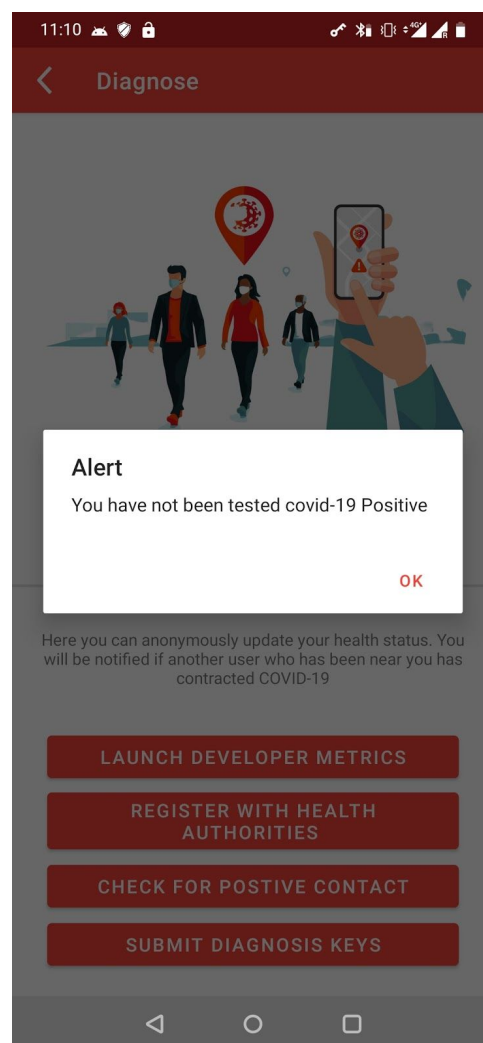 11:10
4G+
R
Diagnose
Alert
You have not been tested covid-19 Positive
OK
Here you can anonymously update your health status. You
will be notified if another user who has been near you has
contracted COVID-19
LAUNCH DEVELOPER METRICS
REGISTER WITH HEALTH
AUTHORITIES
CHECK FOR POSTIVE CONTACT
SUBMIT DIAGNOSIS KEYS